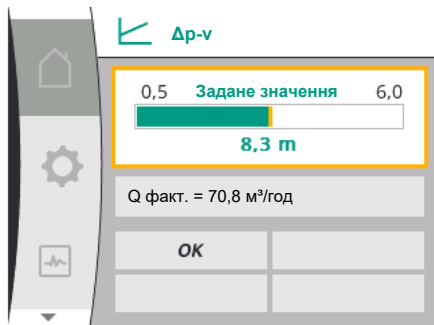 Δp-v
0,5 Задане значення 6,0
8,3 m
Q факт. = 70,8 м³/год
OK